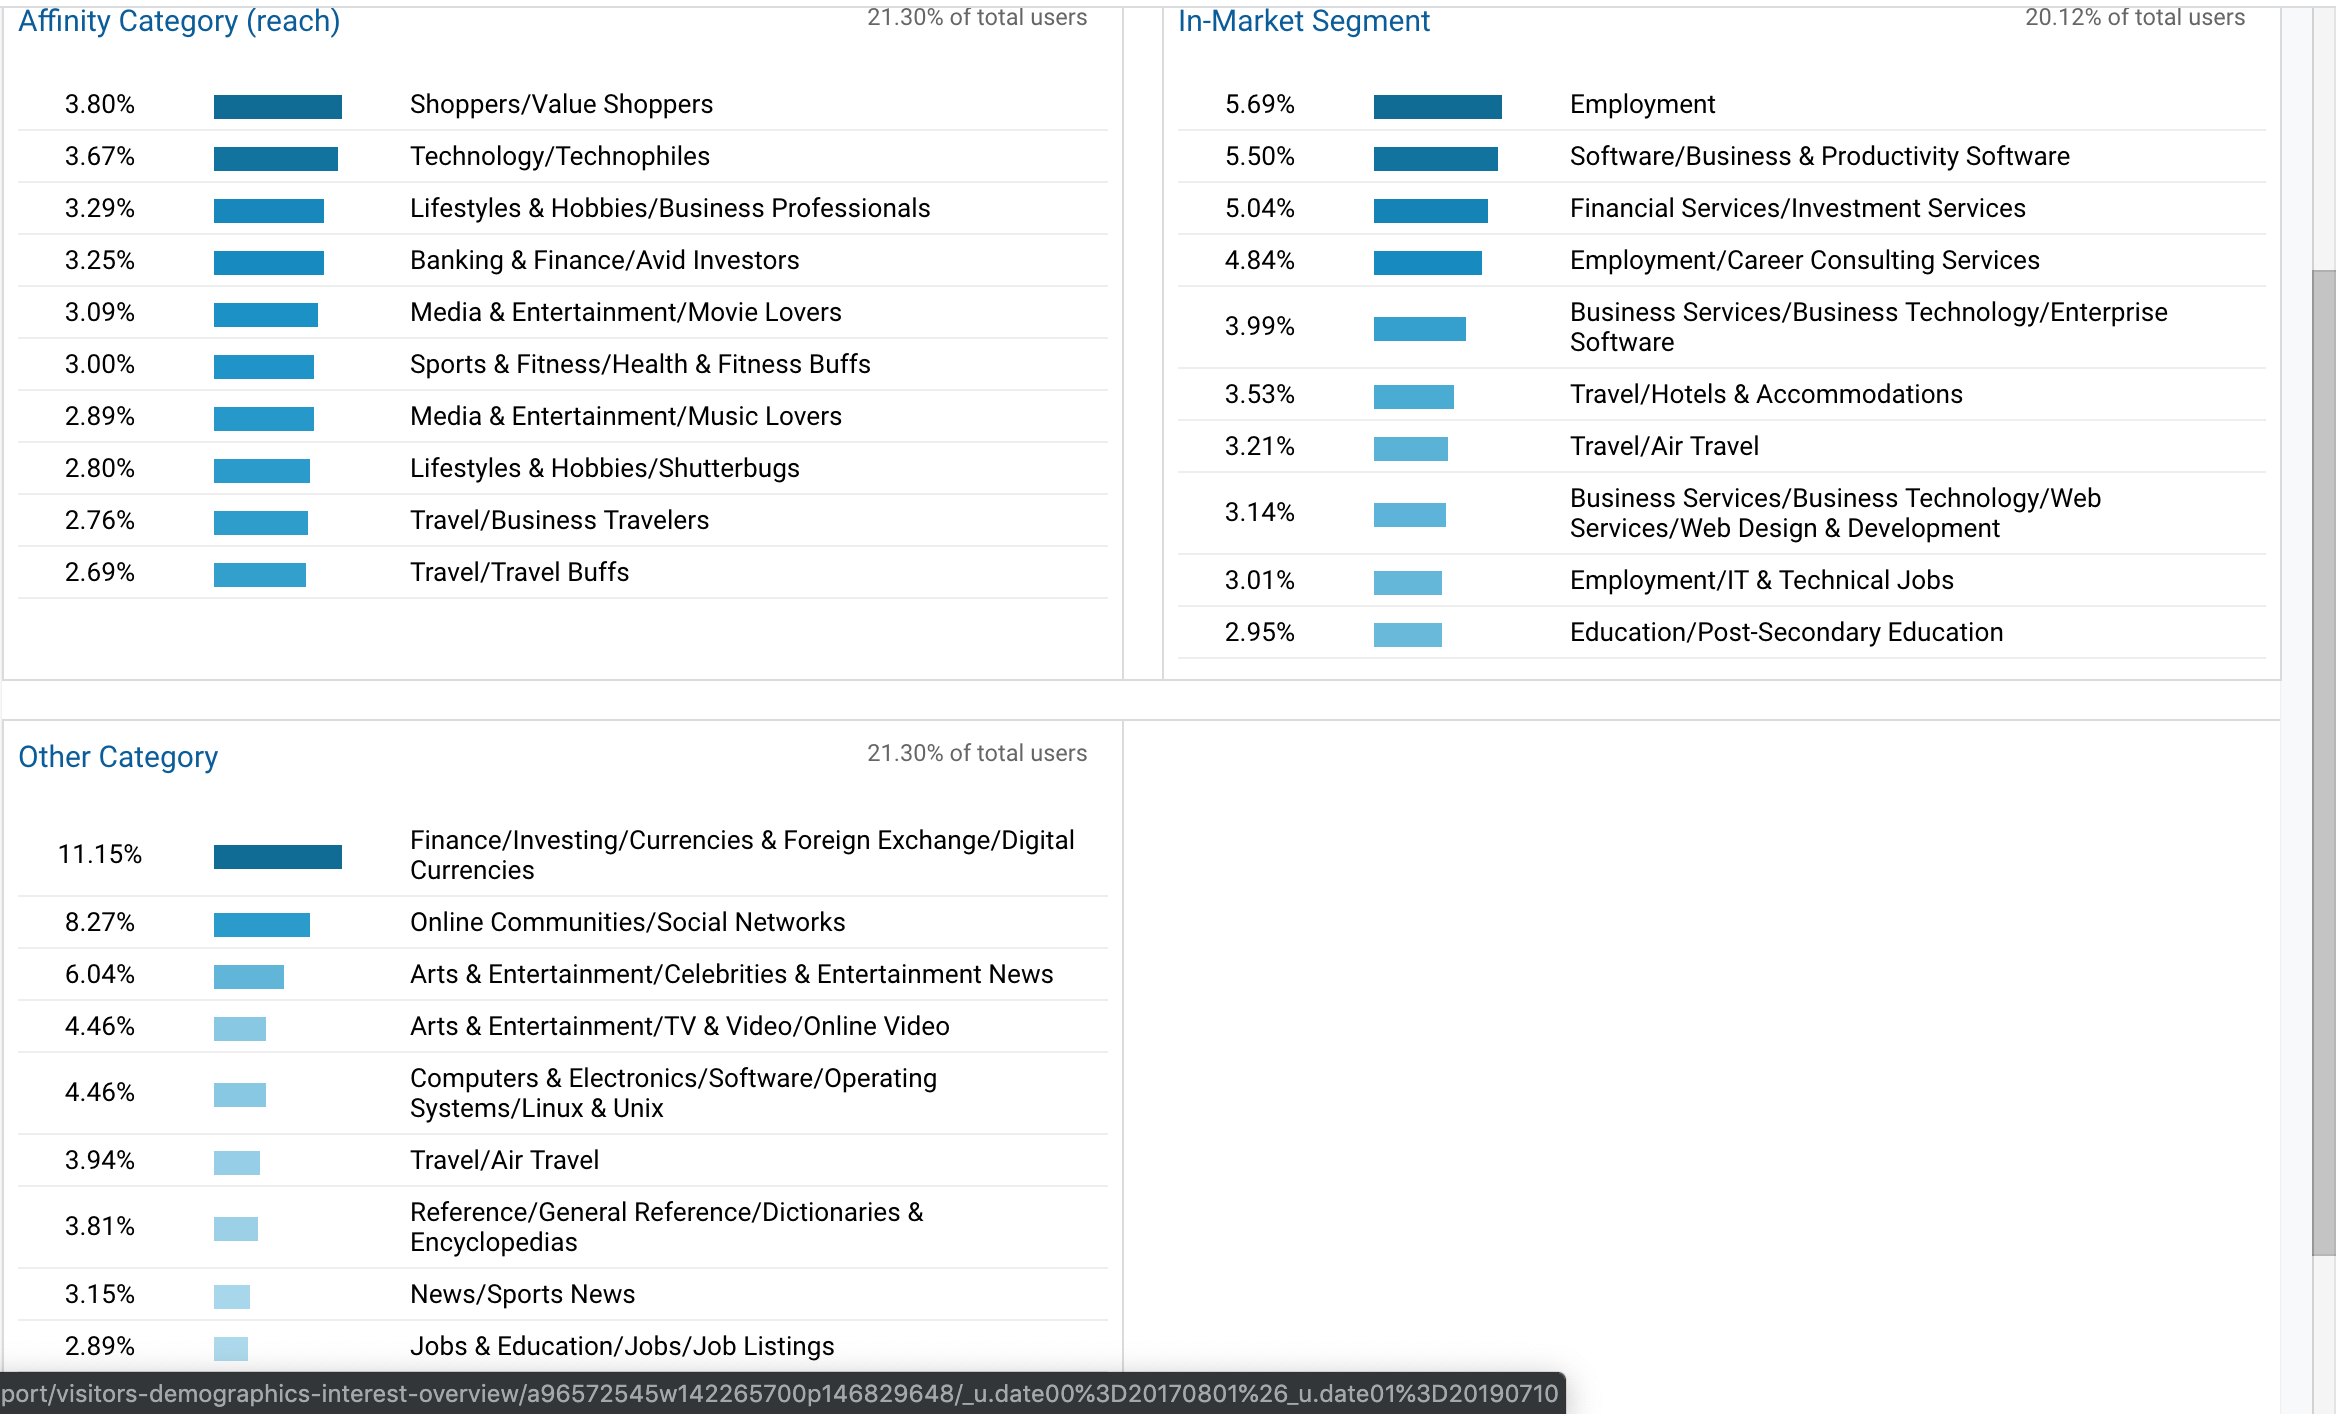 Affinity Category (reach)
21.30% of total users
3.80% Shoppers/Value Shoppers
3.67% Technology/Technophiles
3.29% Lifestyles & Hobbies/Business Professionals
3.25% Banking & Finance/Avid Investors
3.09% Media & Entertainment/Movie Lovers
3.00% Sports & Fitness/Health & Fitness Buffs
2.89% Media & Entertainment/Music Lovers
2.80% Lifestyles & Hobbies/Shutterbugs
2.76% Travel/Business Travelers
2.69% Travel/Travel Buffs
In-Market Segment
20.12% of total users
5.69% Employment
5.50% Software/Business & Productivity Software
5.04% Financial Services/Investment Services
4.84% Employment/Career Consulting Services
3.99% Business Services/Business Technology/Enterprise
Software
3.53% Travel/Hotels & Accommodations
3.21% Travel/Air Travel
3.14% Business Services/Business Technology/Web
Services/Web Design & Development
3.01% Employment/IT & Technical Jobs
2.95% Education/Post-Secondary Education
Other Category
21.30% of total users
11.15% Finance/Investing/Currencies & Foreign Exchange/Digital
Currencies
8.27% Online Communities/Social Networks
6.04% Arts & Entertainment/Celebrities & Entertainment News
4.46% Arts & Entertainment/TV & Video/Online Video
4.46% Computers & Electronics/Software/Operating
Systems/Linux & Unix
3.94% Travel/Air Travel
3.81% Reference/General Reference/Dictionaries &
Encyclopedias
3.15% News/Sports News
2.89% Jobs & Education/Jobs/Job Listings
port/visitors-demographics-interest-overview/a96572545w142265700p146829648/_u.date00%3D20170801%26_u.date01%3D20190710